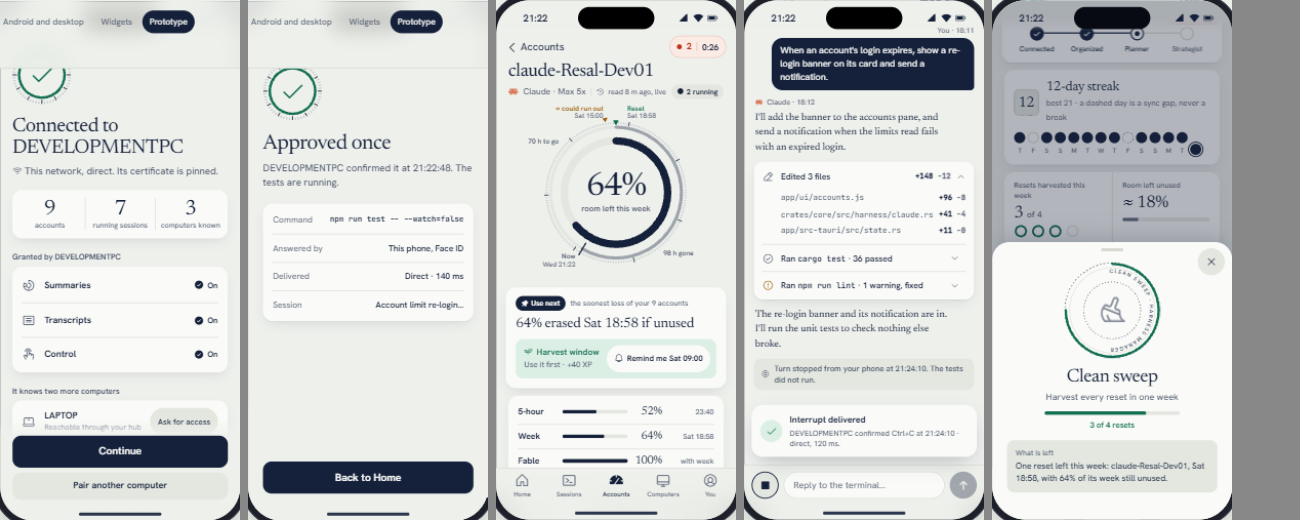 Android and desktop
Widgets
Prototype
Connected to
DEVELOPMENTPC
This network, direct. Its certificate is pinned.
9
accounts
7
running sessions
3
computers known
Granted by DEVELOPMENTPC
Summaries
On
Transcripts
On
Control
On
It knows two more computers
LAPTOP
Reachable through your hub
Ask for access
Continue
Pair another computer
Android and desktop
Widgets
Prototype
Approved once
DEVELOPMENTPC confirmed it at 21:22:48. The
tests are running.
Command
npm run test -- --watch=false
Answered by
This phone, Face ID
Delivered
Direct · 140 ms
Session
Account limit re-login...
Back to Home
21:22
Accounts
2
0:26
claude-Resal-Dev01
Claude · Max 5x
read 8 m ago, live
2 running
≈ could run out
Sat 15:00
Reset
Sat 18:58
70 h to go
64%
room left this week
Now
Wed 21:22
98 h gone
Use next
the soonest loss of your 9 accounts
64% erased Sat 18:58 if unused
Harvest window
Use it first · +40 XP
Remind me Sat 09:00
5-hour
52%
23:40
Week
64%
Sat 18:58
Fable
100%
with week
Home
Sessions
Accounts
Computers
You
21:22
You · 18:11
When an account's login expires, show a re-
login banner on its card and send a
notification.
Claude · 18:12
I'll add the banner to the accounts pane, and
send a notification when the limits read fails
with an expired login.
Edited 3 files
+148 -12
app/ui/accounts.js
+96 -8
crates/core/src/harness/claude.rs
+41 -4
app/src-tauri/src/state.rs
+11 -0
Ran cargo test · 36 passed
Ran npm run lint · 1 warning, fixed
The re-login banner and its notification are in.
I'll run the unit tests to check nothing else
broke.
Turn stopped from your phone at 21:24:10. The tests
did not run.
Interrupt delivered
DEVELOPMENTPC confirmed Ctrl+C at 21:24:10 ·
direct, 120 ms.
Reply to the terminal...
21:22
Connected
Organized
Planner
Strategist
12
12-day streak
best 21 · a dashed day is a sync gap, never a
break
T F S S M T W T F S S M T
Resets harvested this
week
3 of 4
Room left unused
≈ 18%
CLEAN SWEEP
HARNESS MANAGER
Clean sweep
Harvest every reset in one week
3 of 4 resets
What is left
One reset left this week: claude-Resal-Dev01, Sat
18:58, with 64% of its week still unused.